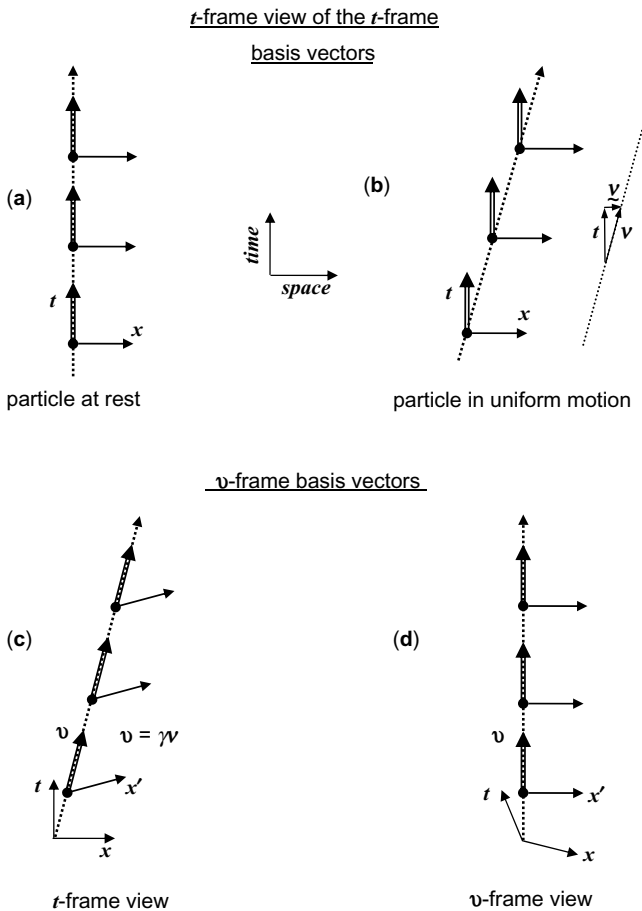 t-frame view of the t-frame
basis vectors
(a)
t
x
particle at rest
time
space
(b)
t
x
t
v
v
particle in uniform motion
υ-frame basis vectors
(c)
υ
υ = γv
t
x′
x
t-frame view
(d)
υ
t
x′
x
υ-frame view